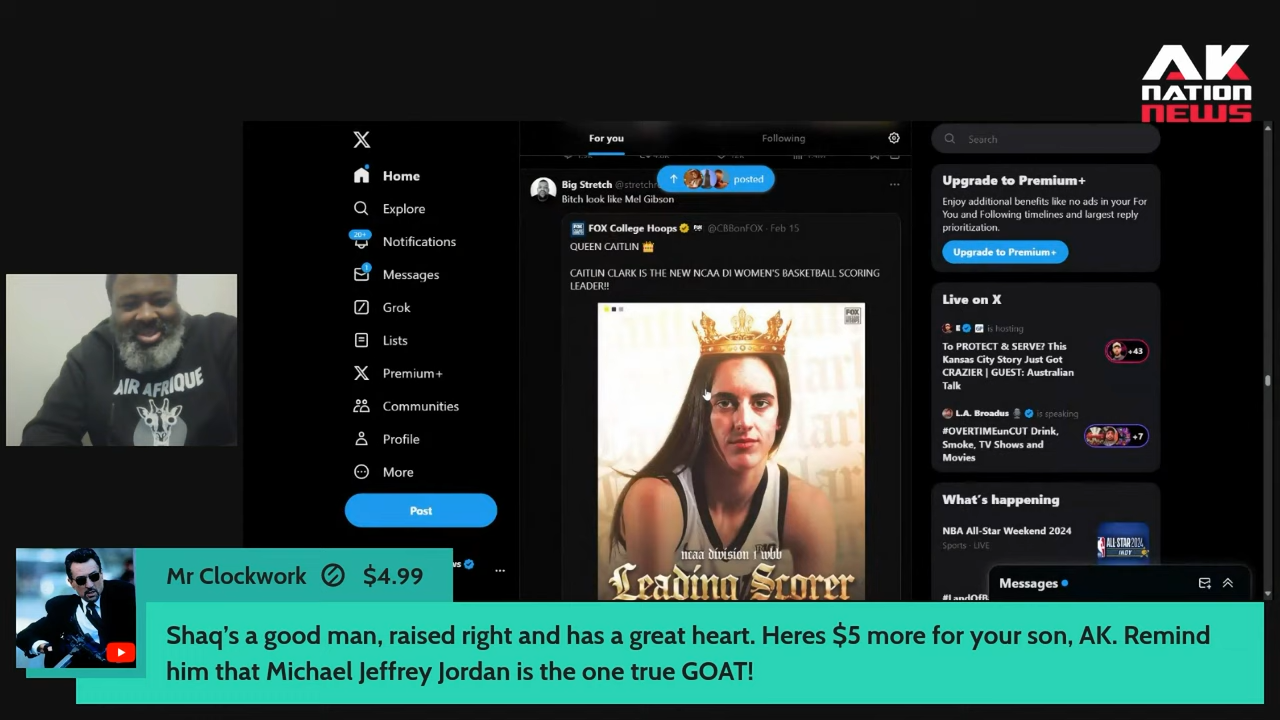 AK
NATION
NEWS
For you
Following
Search
Home
Explore
20+
Notifications
1
Messages
Grok
Lists
Premium+
Communities
Profile
More
Post
posted
Big Stretch
Bitch look like Mel Gibson
FOX College Hoops @CBBonFOX · Feb 15
QUEEN CAITLIN
CAITLIN CLARK IS THE NEW NCAA DI WOMEN'S BASKETBALL SCORING
LEADER!!
FOX
ncaa division i wbb
Leading Scorer
Upgrade to Premium+
Enjoy additional benefits like no ads in your For
You and Following timelines and largest reply
prioritization.
Upgrade to Premium+
Live on X
E is hosting
To PROTECT & SERVE? This
Kansas City Story Just Got
CRAZIER | GUEST: Australian
Talk
+43
L.A. Broadus is speaking
#OVERTIMEunCUT Drink,
Smoke, TV Shows and
Movies
+7
What's happening
NBA All-Star Weekend 2024
Sports · LIVE
ALL-STAR 2024
INDY
Messages
AIR AFRIQUE
Mr Clockwork $4.99
Shaq's a good man, raised right and has a great heart. Heres $5 more for your son, AK. Remind
him that Michael Jeffrey Jordan is the one true GOAT!